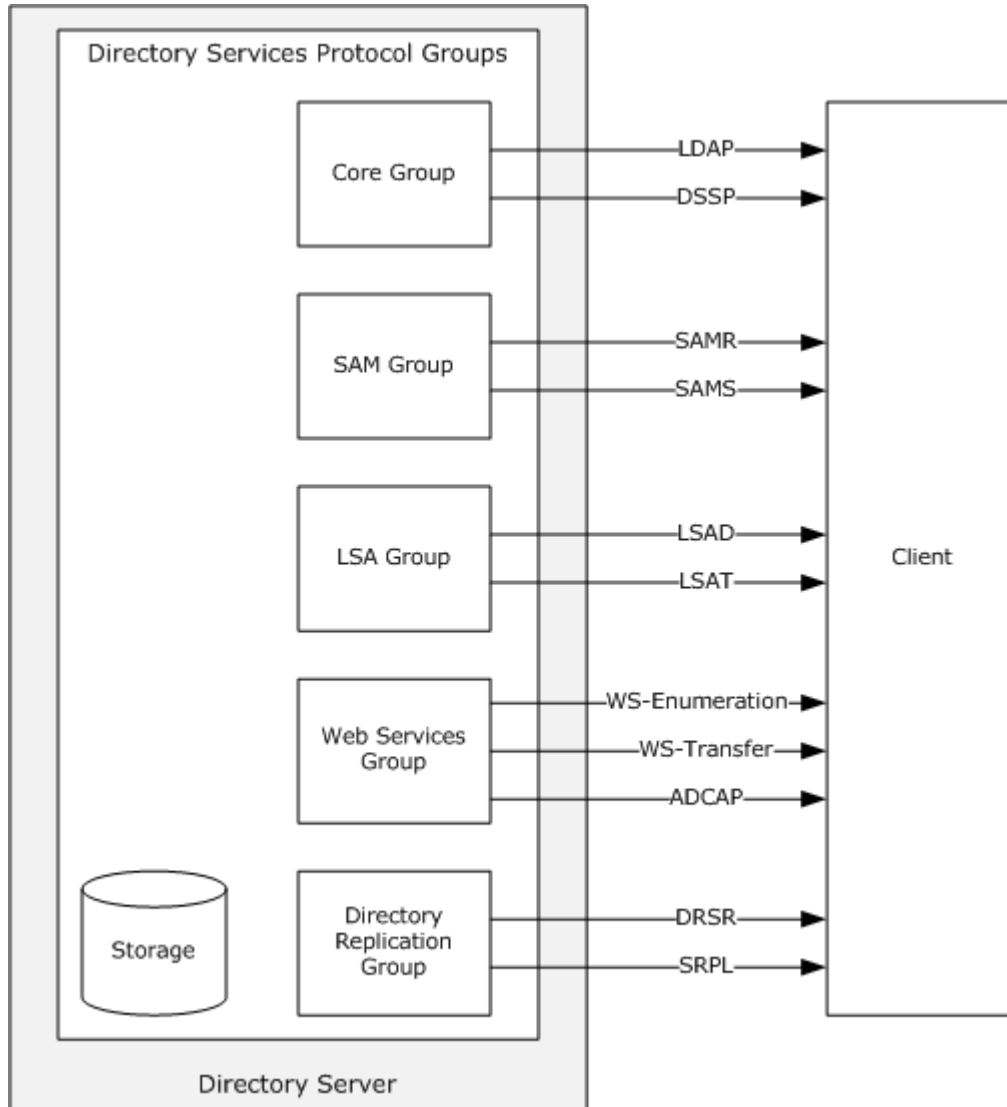 Directory Services Protocol Groups
Core Group
LDAP
DSSP
SAM Group
SAMR
SAMS
LSA Group
LSAD
LSAT
Client
Web Services
Group
WS-Enumeration
WS-Transfer
ADCAP
Storage
Directory
Replication
Group
DRSR
SRPL
Directory Server